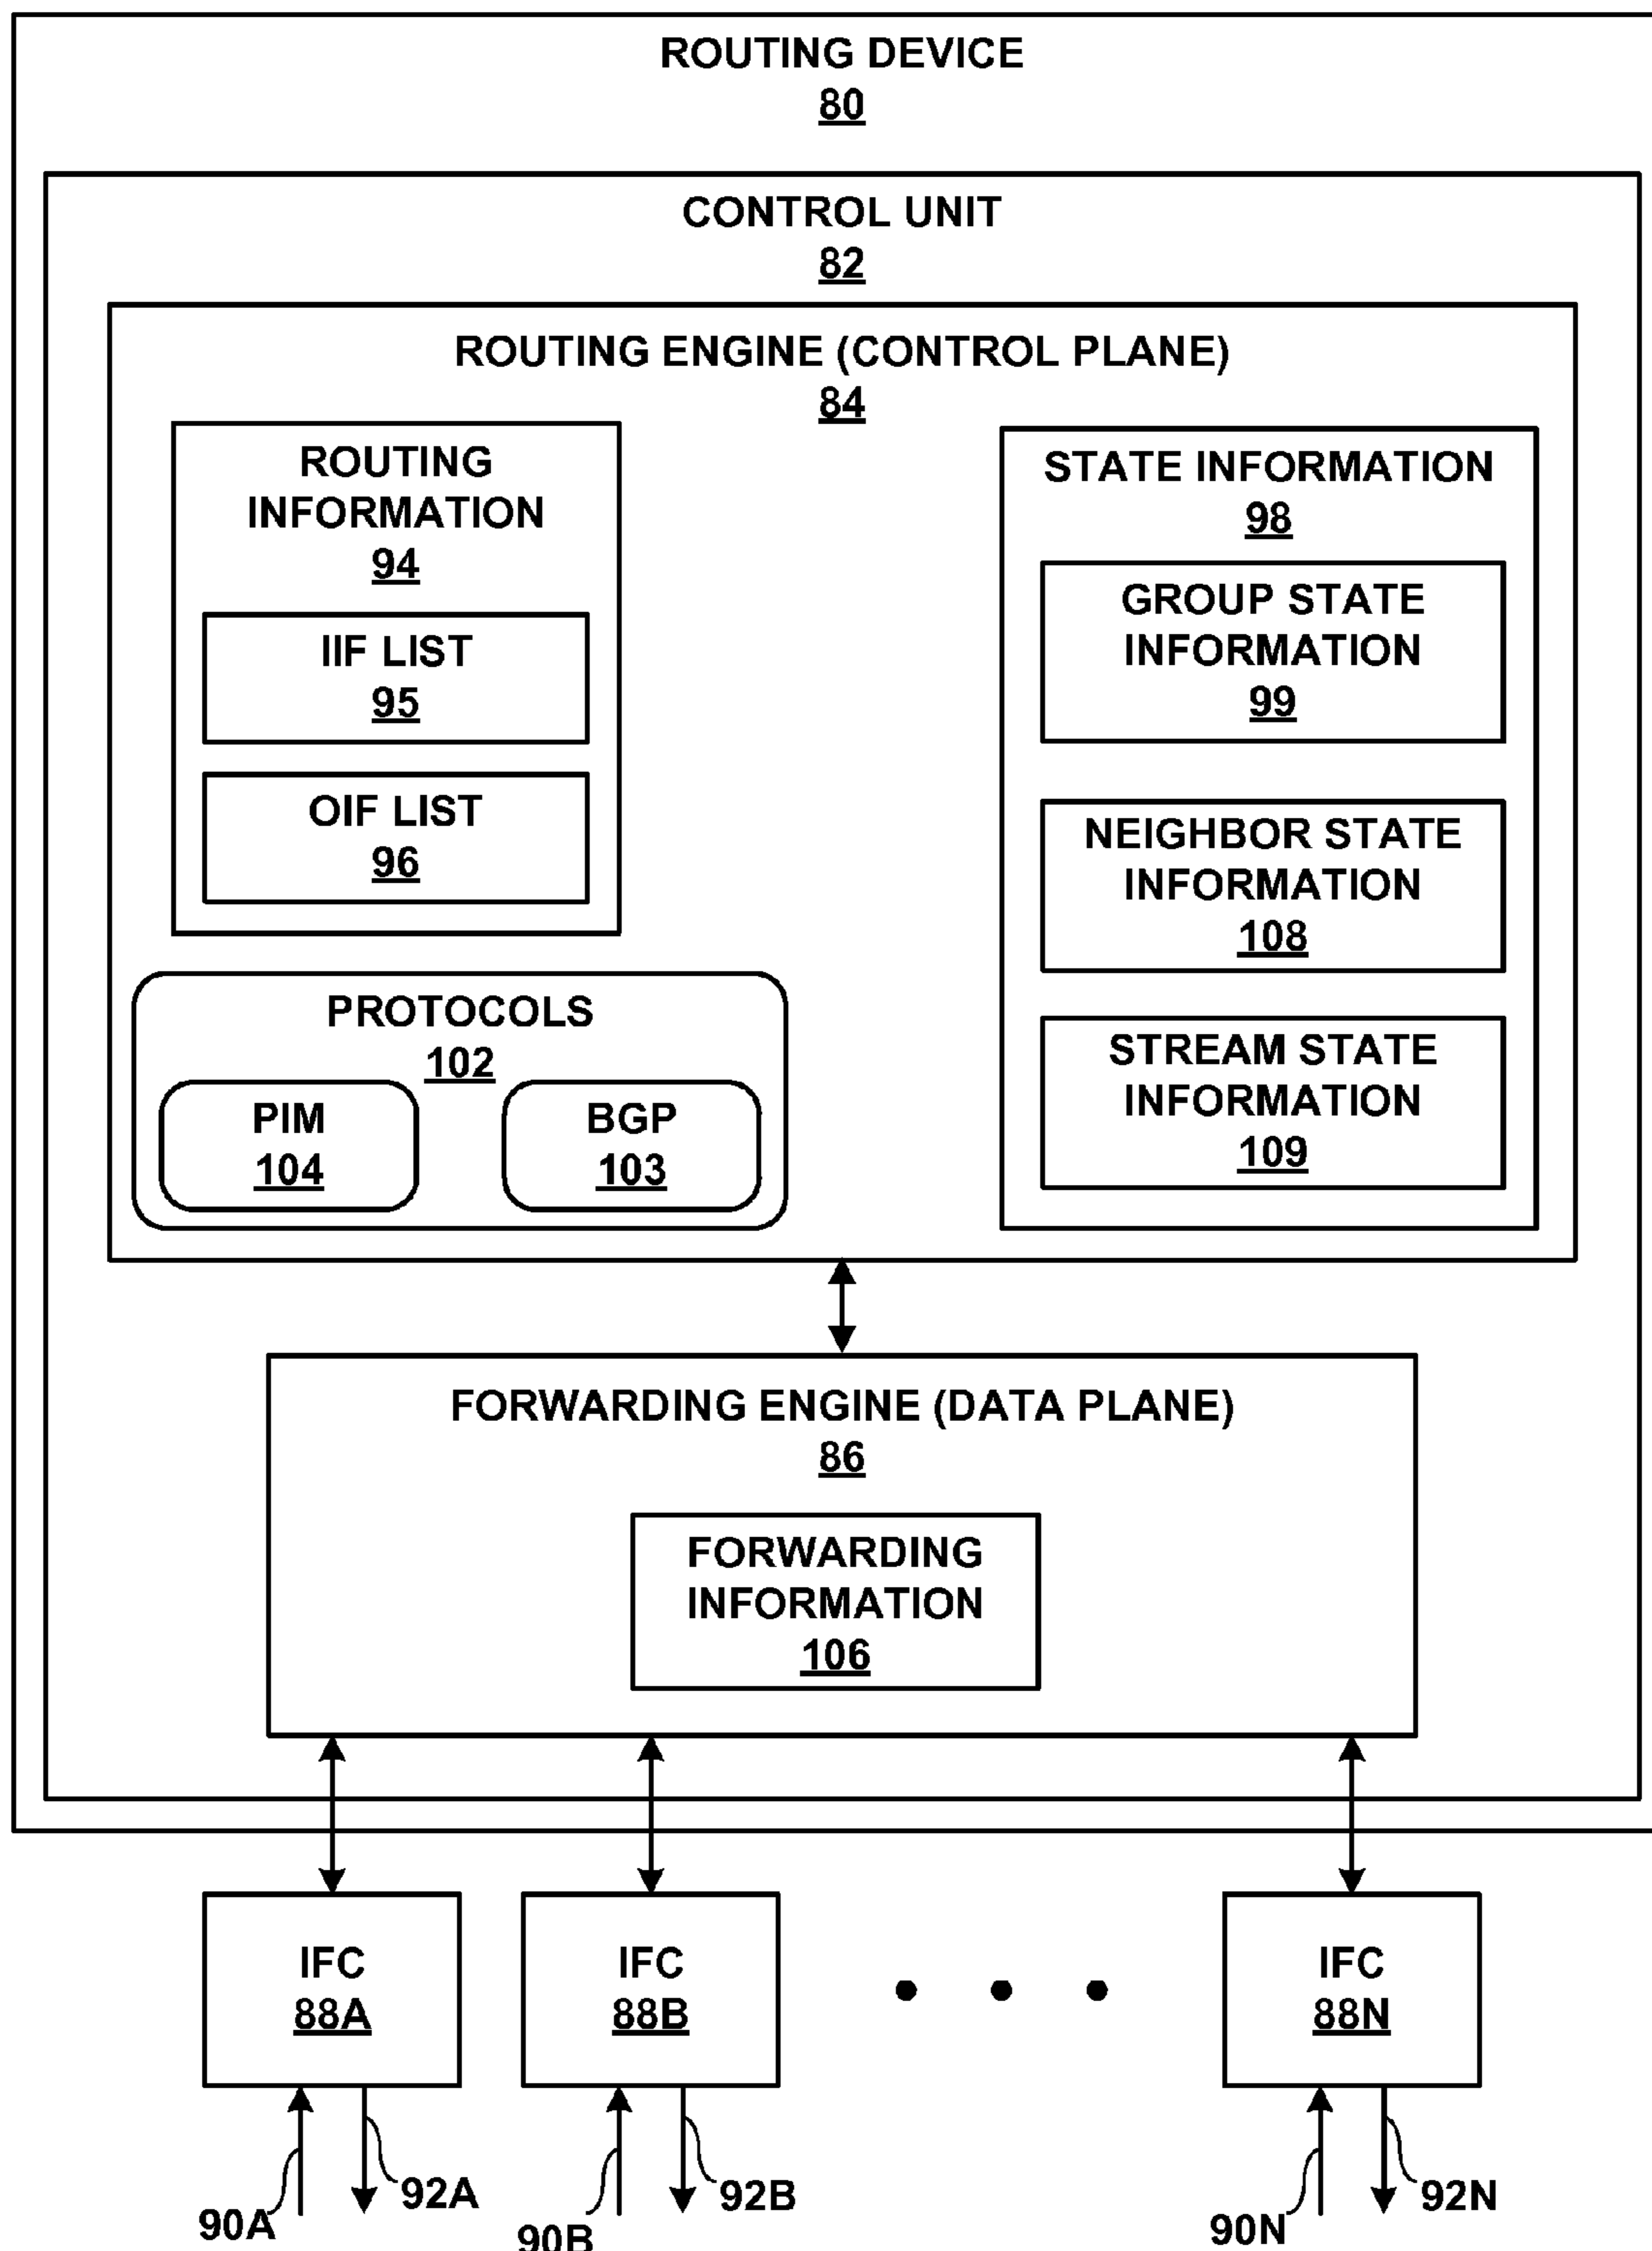 ROUTING DEVICE
80
CONTROL UNIT
82
ROUTING ENGINE (CONTROL PLANE)
84
ROUTING
INFORMATION
94
IIF LIST
95
OIF LIST
96
PROTOCOLS
102
PIM
104
BGP
103
STATE INFORMATION
98
GROUP STATE
INFORMATION
99
NEIGHBOR STATE
INFORMATION
108
STREAM STATE
INFORMATION
109
FORWARDING ENGINE (DATA PLANE)
86
FORWARDING
INFORMATION
106
IFC
88A
IFC
88B
IFC
88N
90A
92A
90B
92B
90N
92N